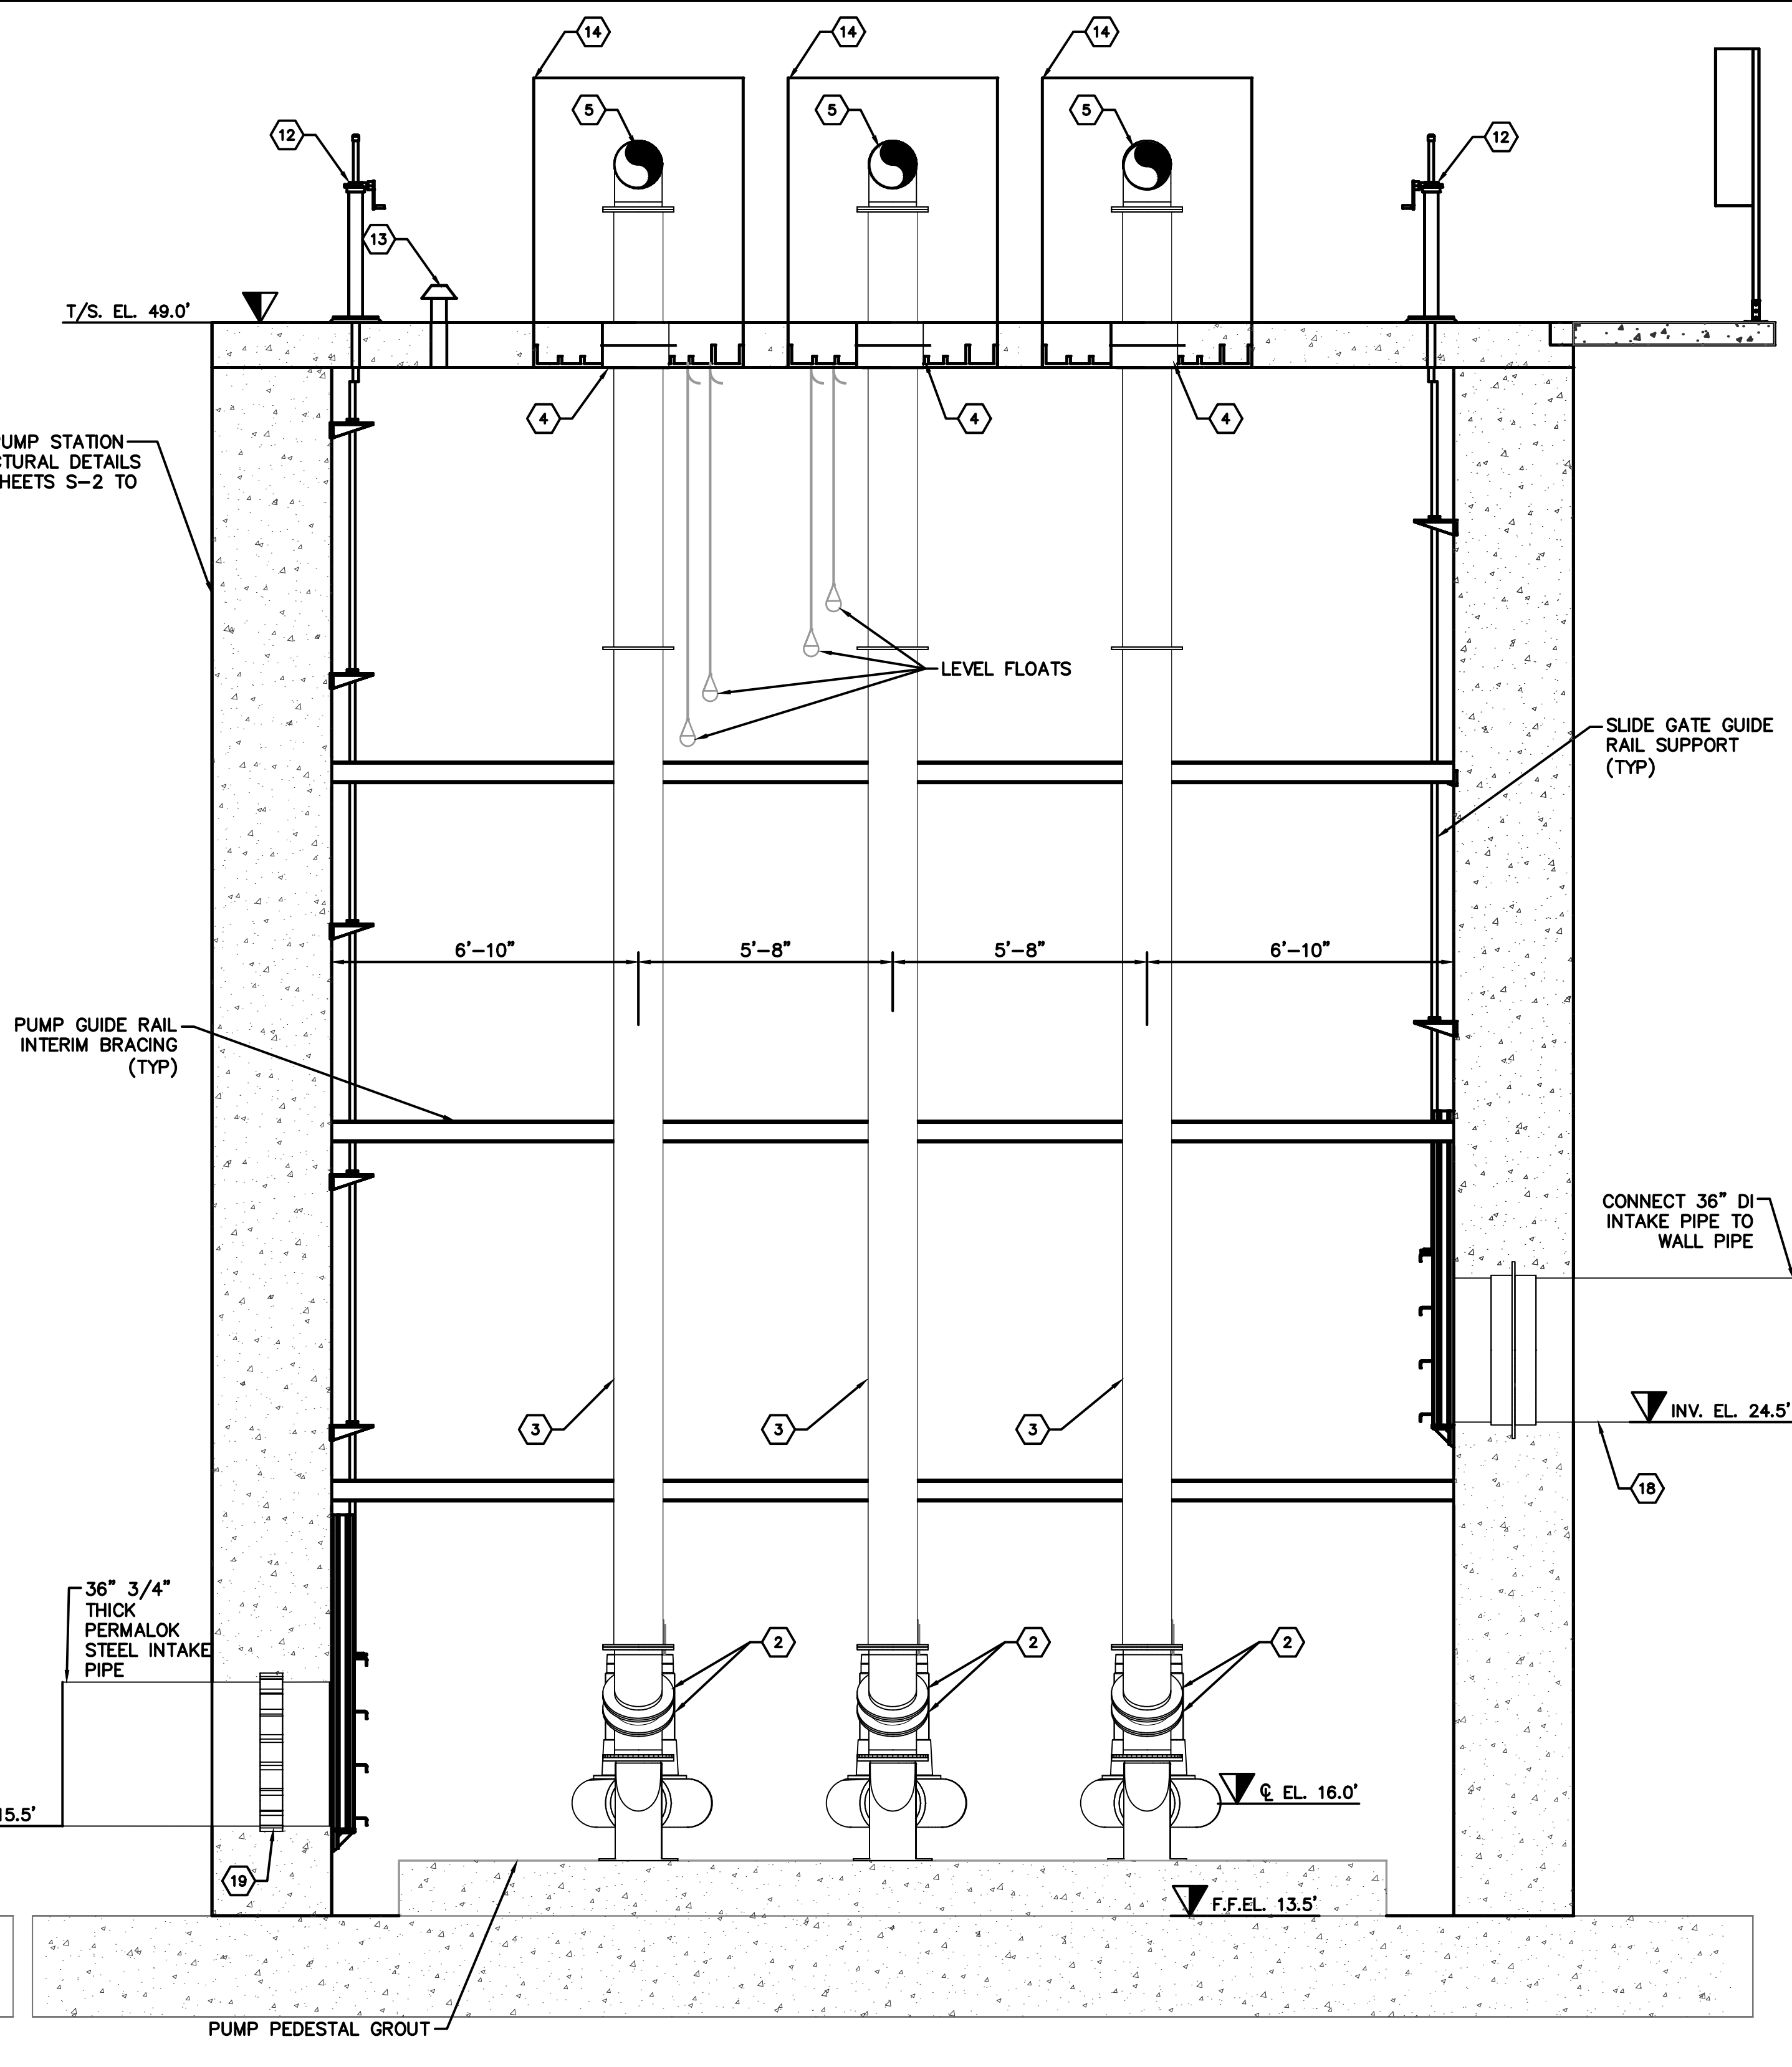 14
14
14
5
5
5
12
12
13
T/S. EL. 49.0'
4
4
4
PUMP STATION
CTURAL DETAILS
HEETS S-2 TO
LEVEL FLOATS
SLIDE GATE GUIDE
RAIL SUPPORT
(TYP)
6'-10"
5'-8"
5'-8"
6'-10"
PUMP GUIDE RAIL
INTERIM BRACING
(TYP)
CONNECT 36" DI
INTAKE PIPE TO
WALL PIPE
3
3
3
INV. EL. 24.5'
18
36" 3/4"
THICK
PERMALOK
STEEL INTAKE
PIPE
2
2
2
15.5'
℄ EL. 16.0'
19
F.F.EL. 13.5'
PUMP PEDESTAL GROUT